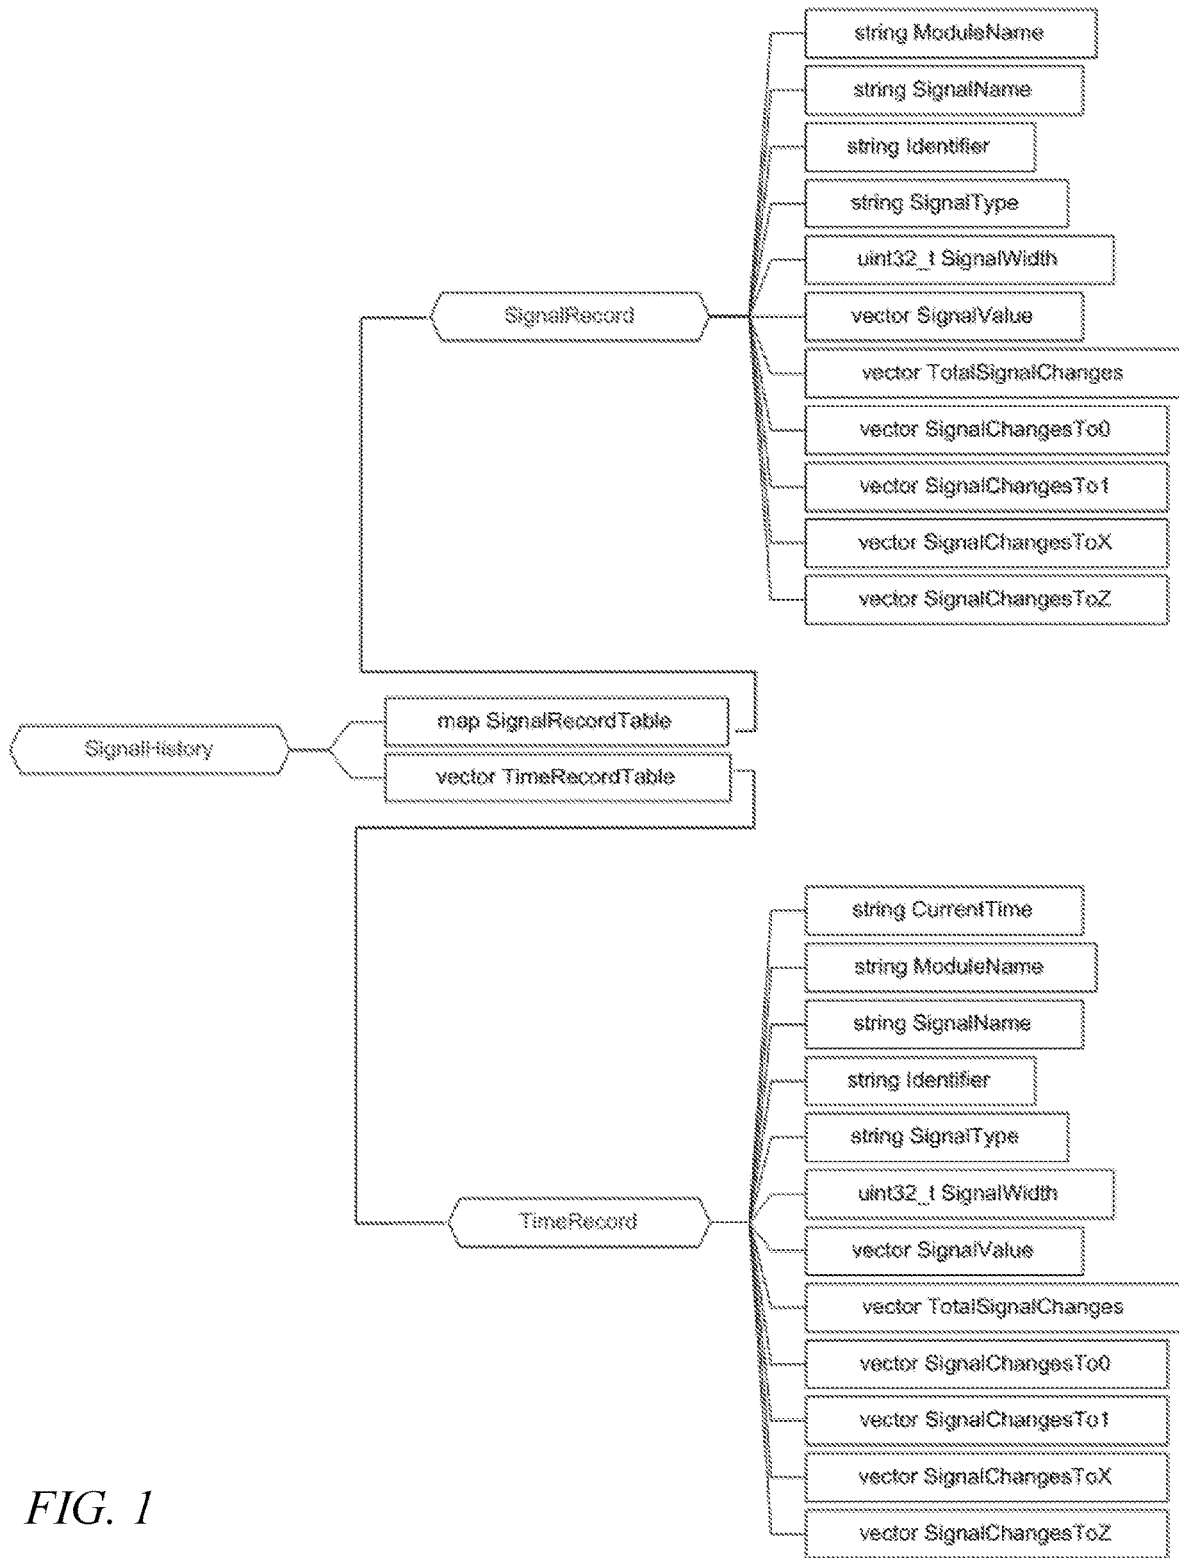 string ModuleName
string SignalName
string Identifier
string SignalType
uint32_t SignalWidth
SignalRecord
vector SignalValue
vector TotalSignalChanges
vector SignalChangesTo0
vector SignalChangesTo1
vector SignalChangesToX
vector SignalChangesToZ
map SignalRecordTable
SignalHistory
vector TimeRecordTable
string CurrentTime
string ModuleName
string SignalName
string Identifier
string SignalType
uint32_t SignalWidth
TimeRecord
vector SignalValue
vector TotalSignalChanges
vector SignalChangesTo0
vector SignalChangesTo1
vector SignalChangesToX
vector SignalChangesToZ
FIG. 1